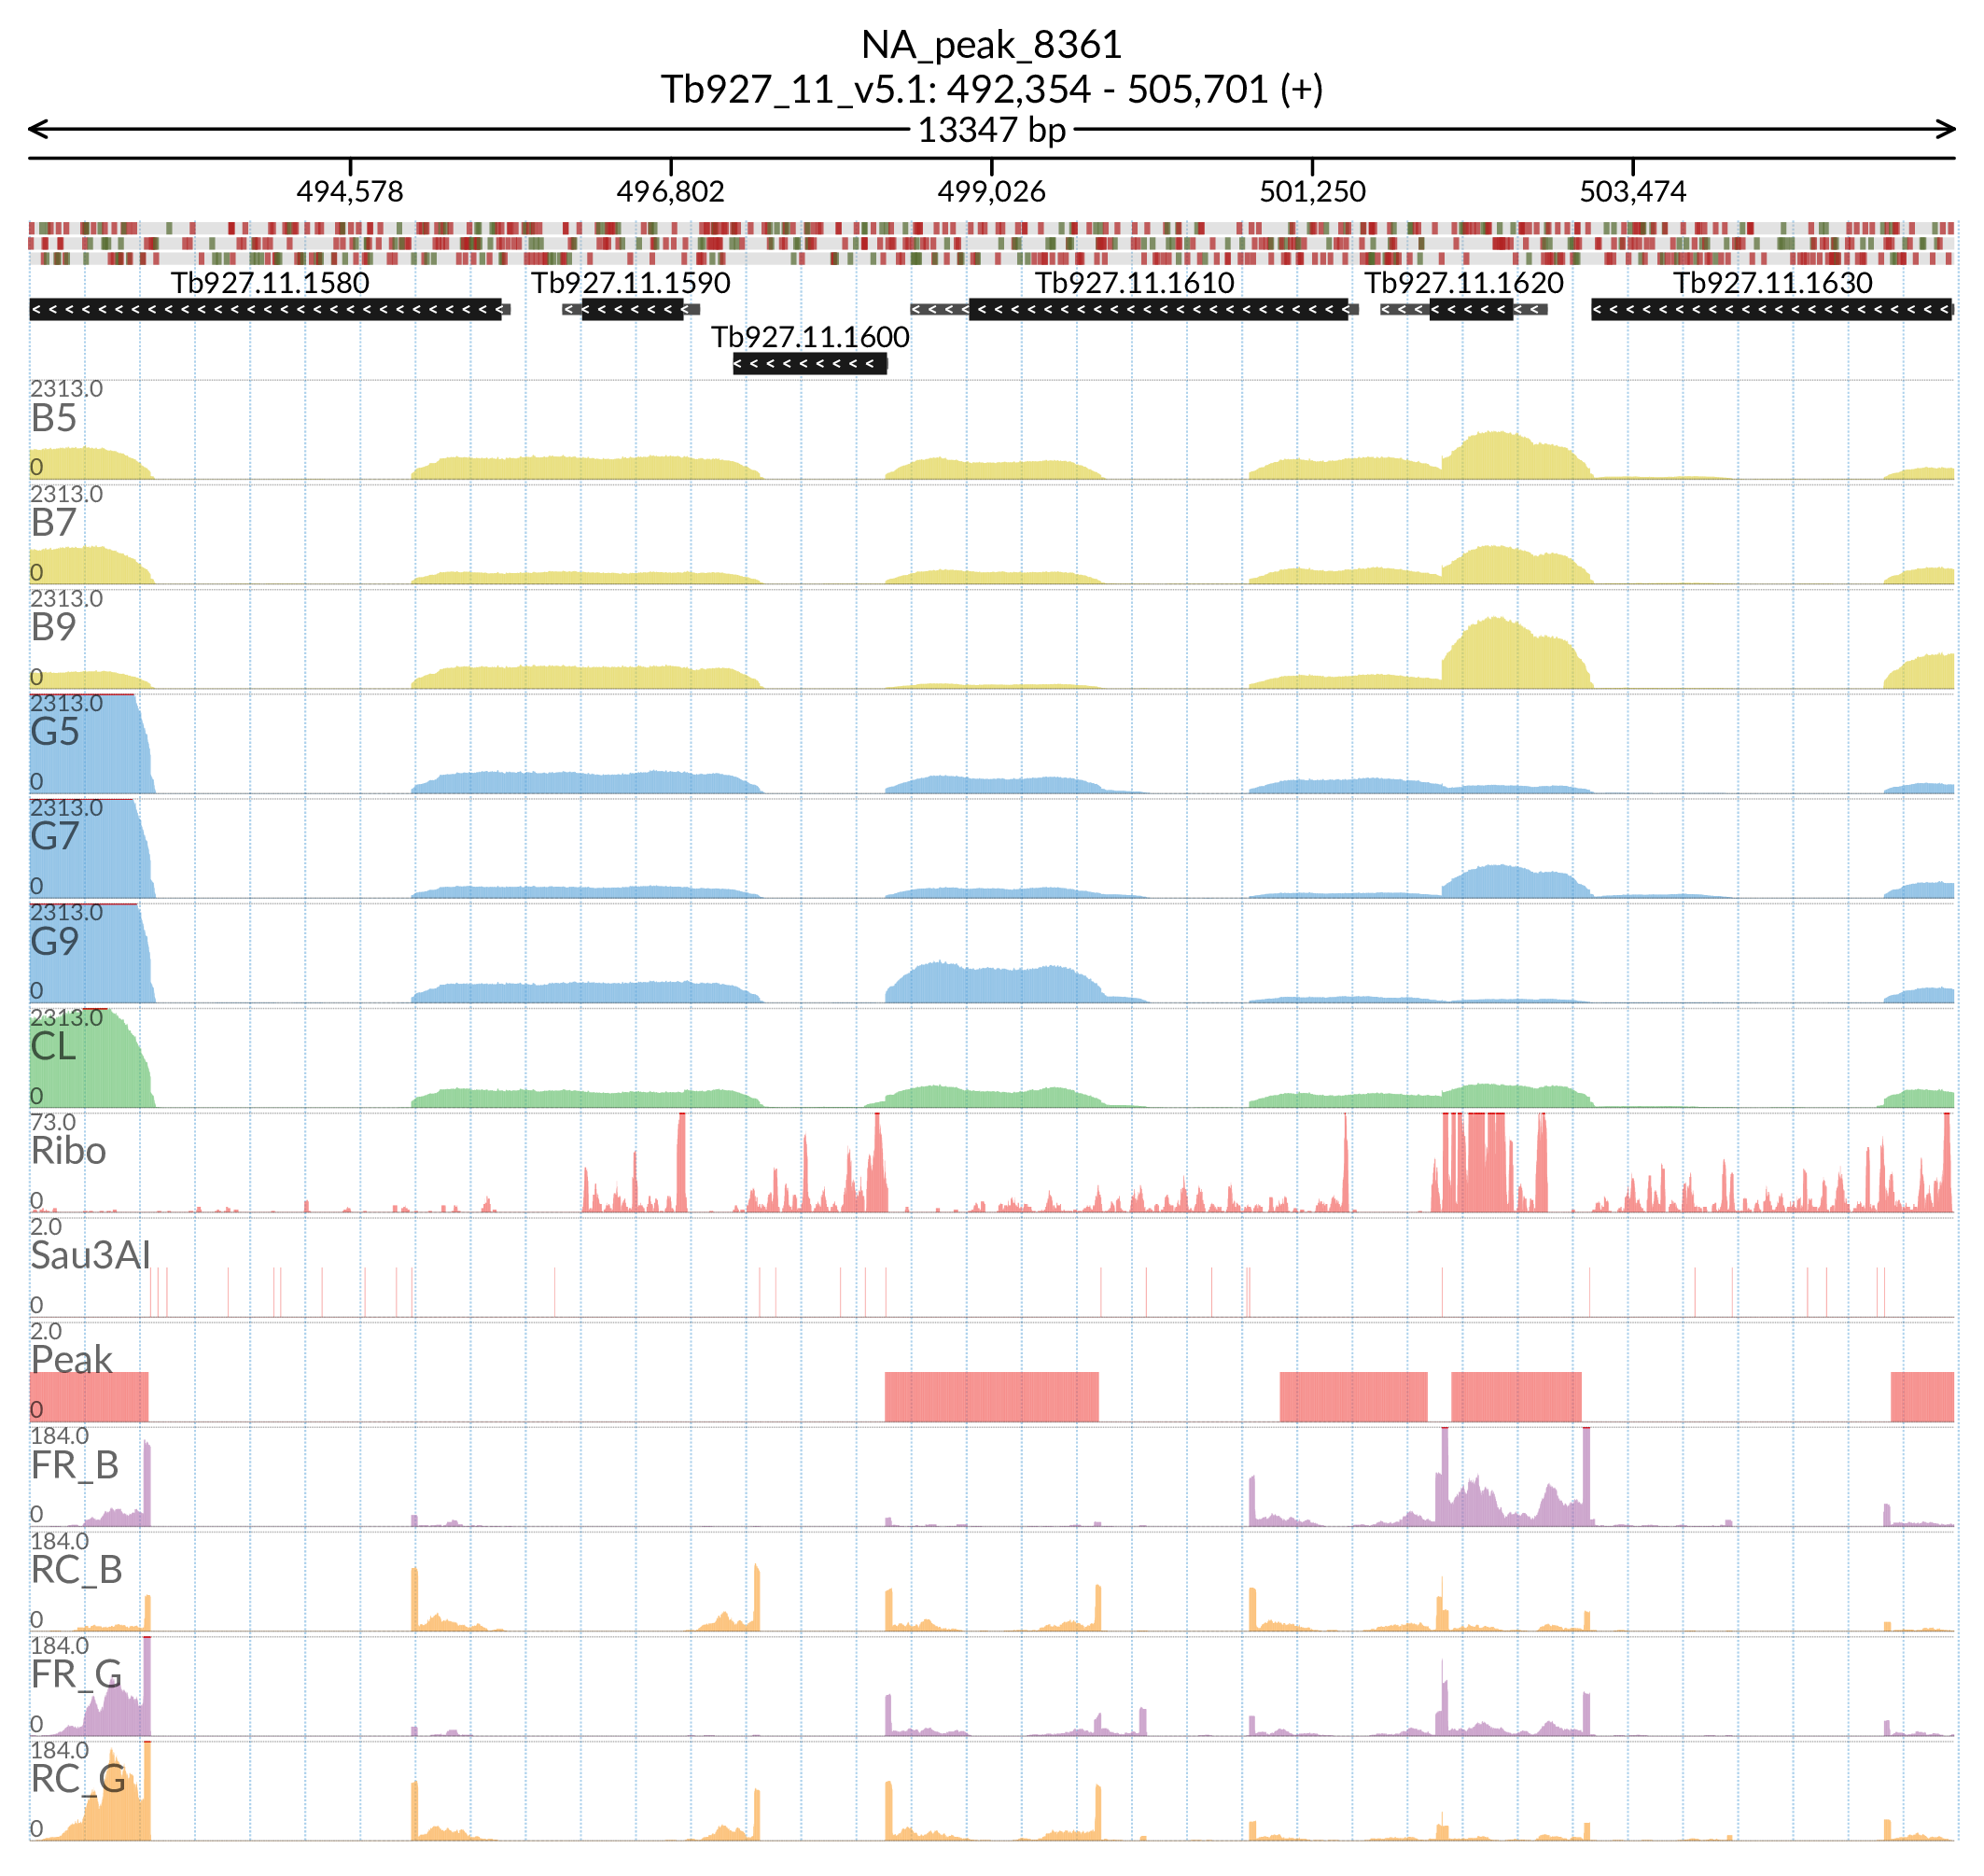 NA_peak_8361
Tb927_11_v5.1: 492,354 - 505,701 (+)
13347 bp
494,578 496,802 499,026 501,250 503,474
Tb927.11.1580 Tb927.11.1590 Tb927.11.1610 Tb927.11.1620 Tb927.11.1630
Tb927.11.1600
2313.0
B5
0
2313.0
B7
0
2313.0
B9
0
2313.0
G5
0
2313.0
G7
0
2313.0
G9
0
2313.0
CL
0
73.0
Ribo
0
2.0
Sau3AI
0
2.0
Peak
0
184.0
FR_B
0
184.0
RC_B
0
184.0
FR_G
0
184.0
RC_G
0